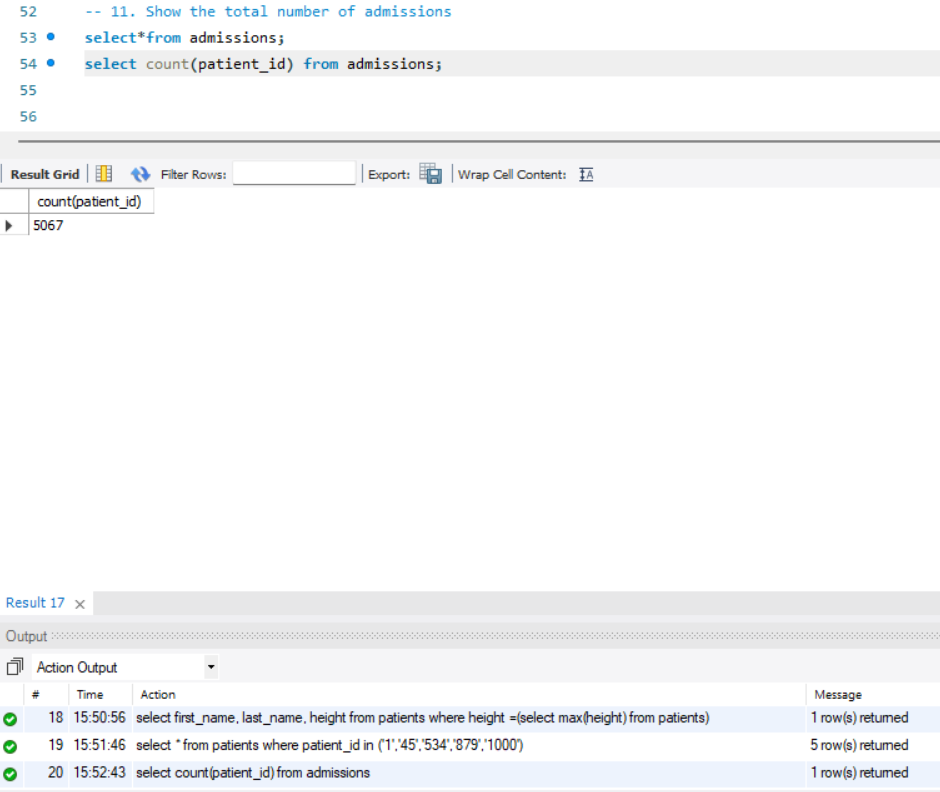 52 -- 11. Show the total number of admissions
53 select*from admissions;
54 select count(patient_id) from admissions;
55
56
Result Grid Filter Rows: Export: Wrap Cell Content: IA
count(patient_id)
5067
Result 17
Output
Action Output
# Time Action Message
18 15:50:56 select first_name, last_name, height from patients where height =(select max(height) from patients) 1 row(s) returned
19 15:51:46 select * from patients where patient_id in ('1','45','534','879','1000') 5 row(s) returned
20 15:52:43 select count(patient_id) from admissions 1 row(s) returned